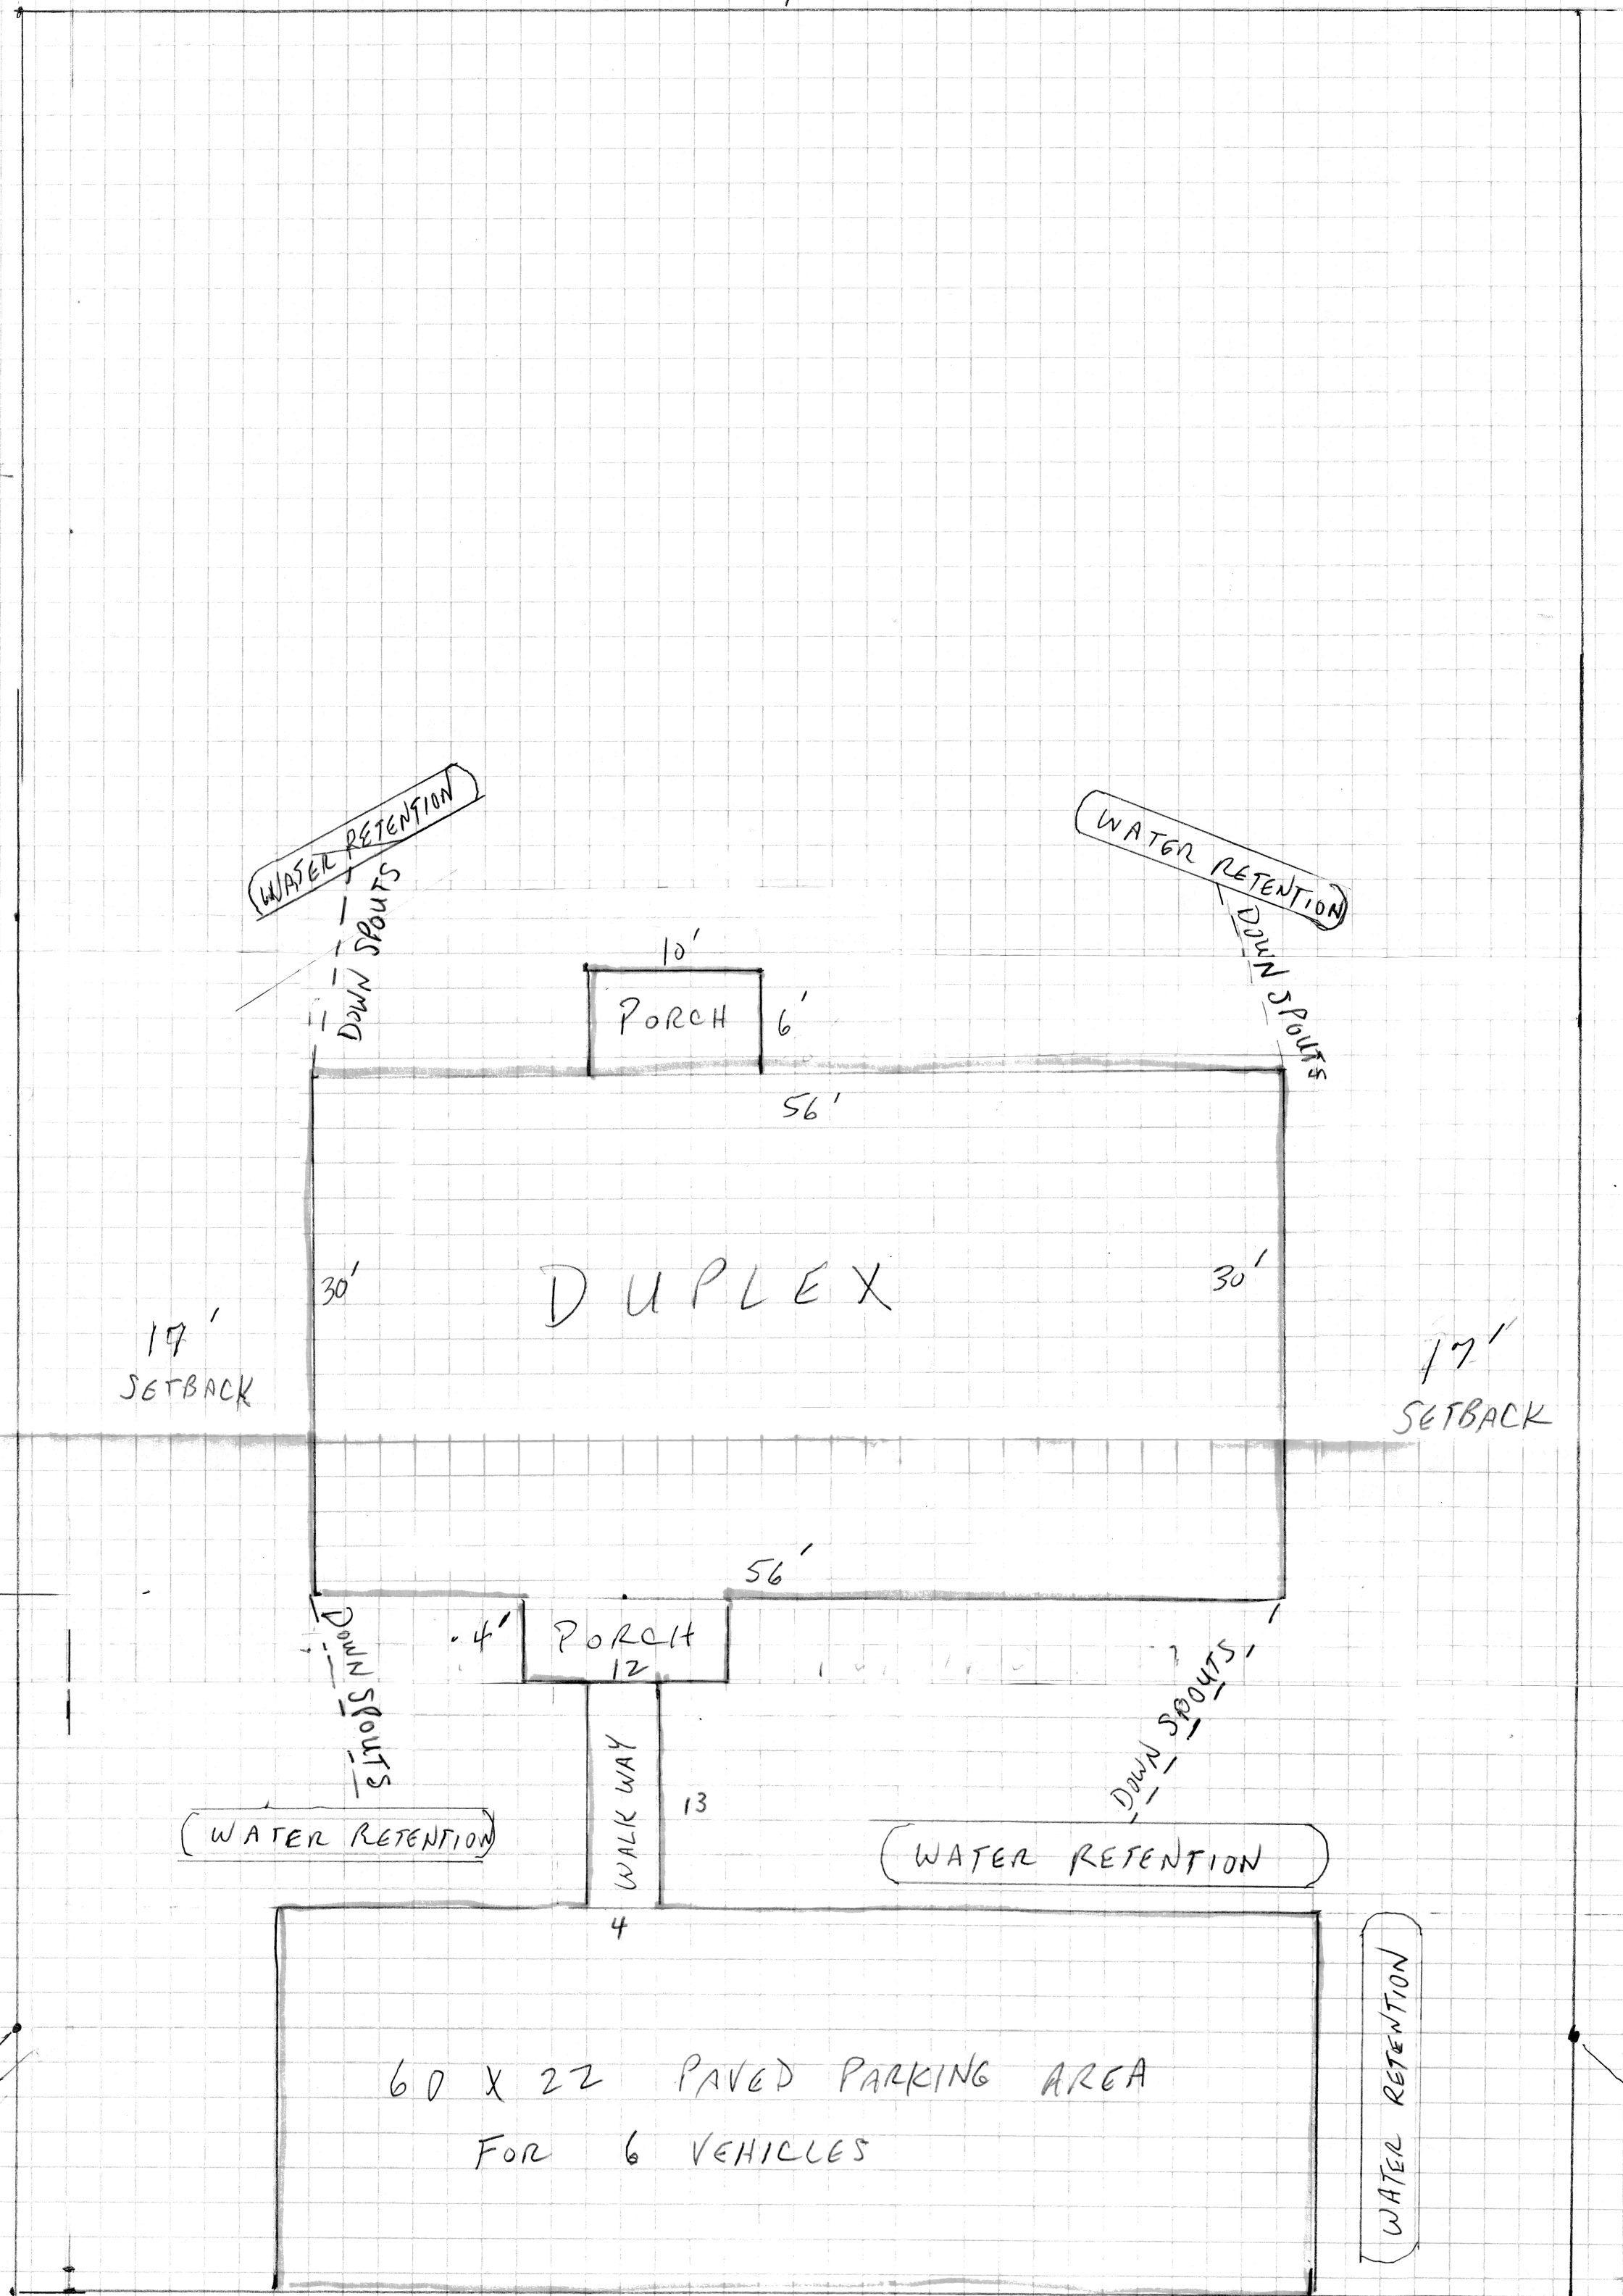 WATER RETENTION
WATER RETENTION
DOWN SPOUTS
DOWN SPOUTS
10'
PORCH
6'
56'
30'
DUPLEX
30'
17'
SETBACK
17'
SETBACK
56'
4'
PORCH
12
DOWN SPOUTS
DOWN SPOUTS
WALK WAY
13
WATER RETENTION
WATER RETENTION
4
WATER RETENTION
60 X 22 PAVED PARKING AREA
FOR 6 VEHICLES